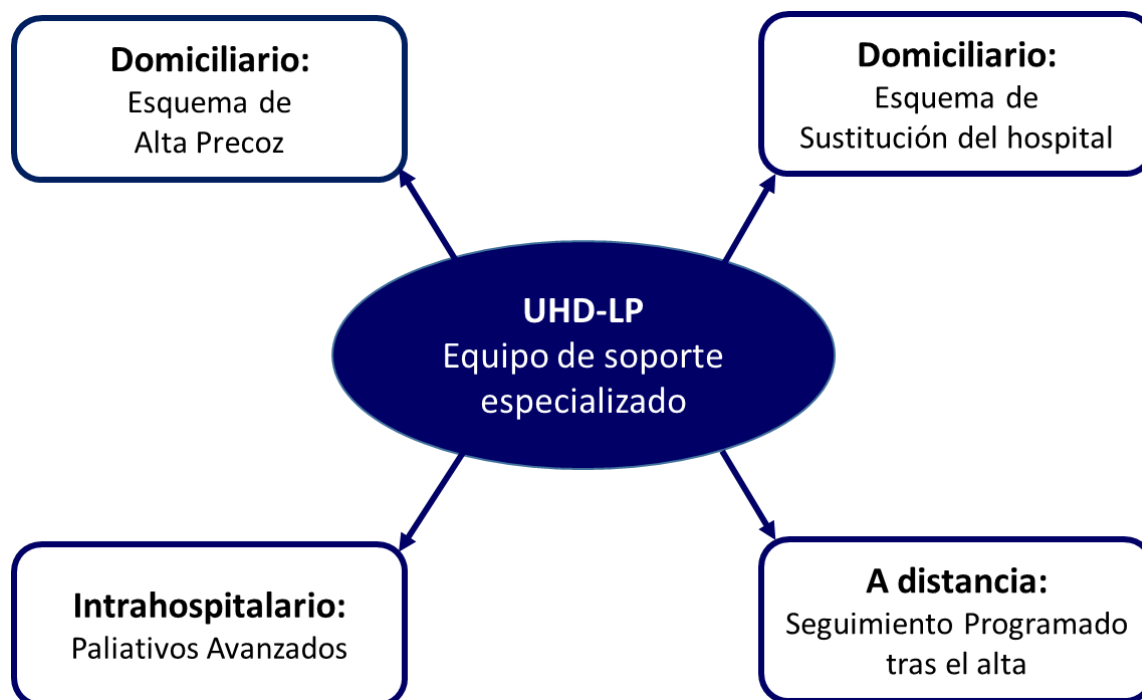 Domiciliario:
Esquema de
Alta Precoz
Domiciliario:
Esquema de
Sustitución del hospital
UHD-LP
Equipo de soporte
especializado
Intrahospitalario:
Paliativos Avanzados
A distancia:
Seguimiento Programado
tras el alta